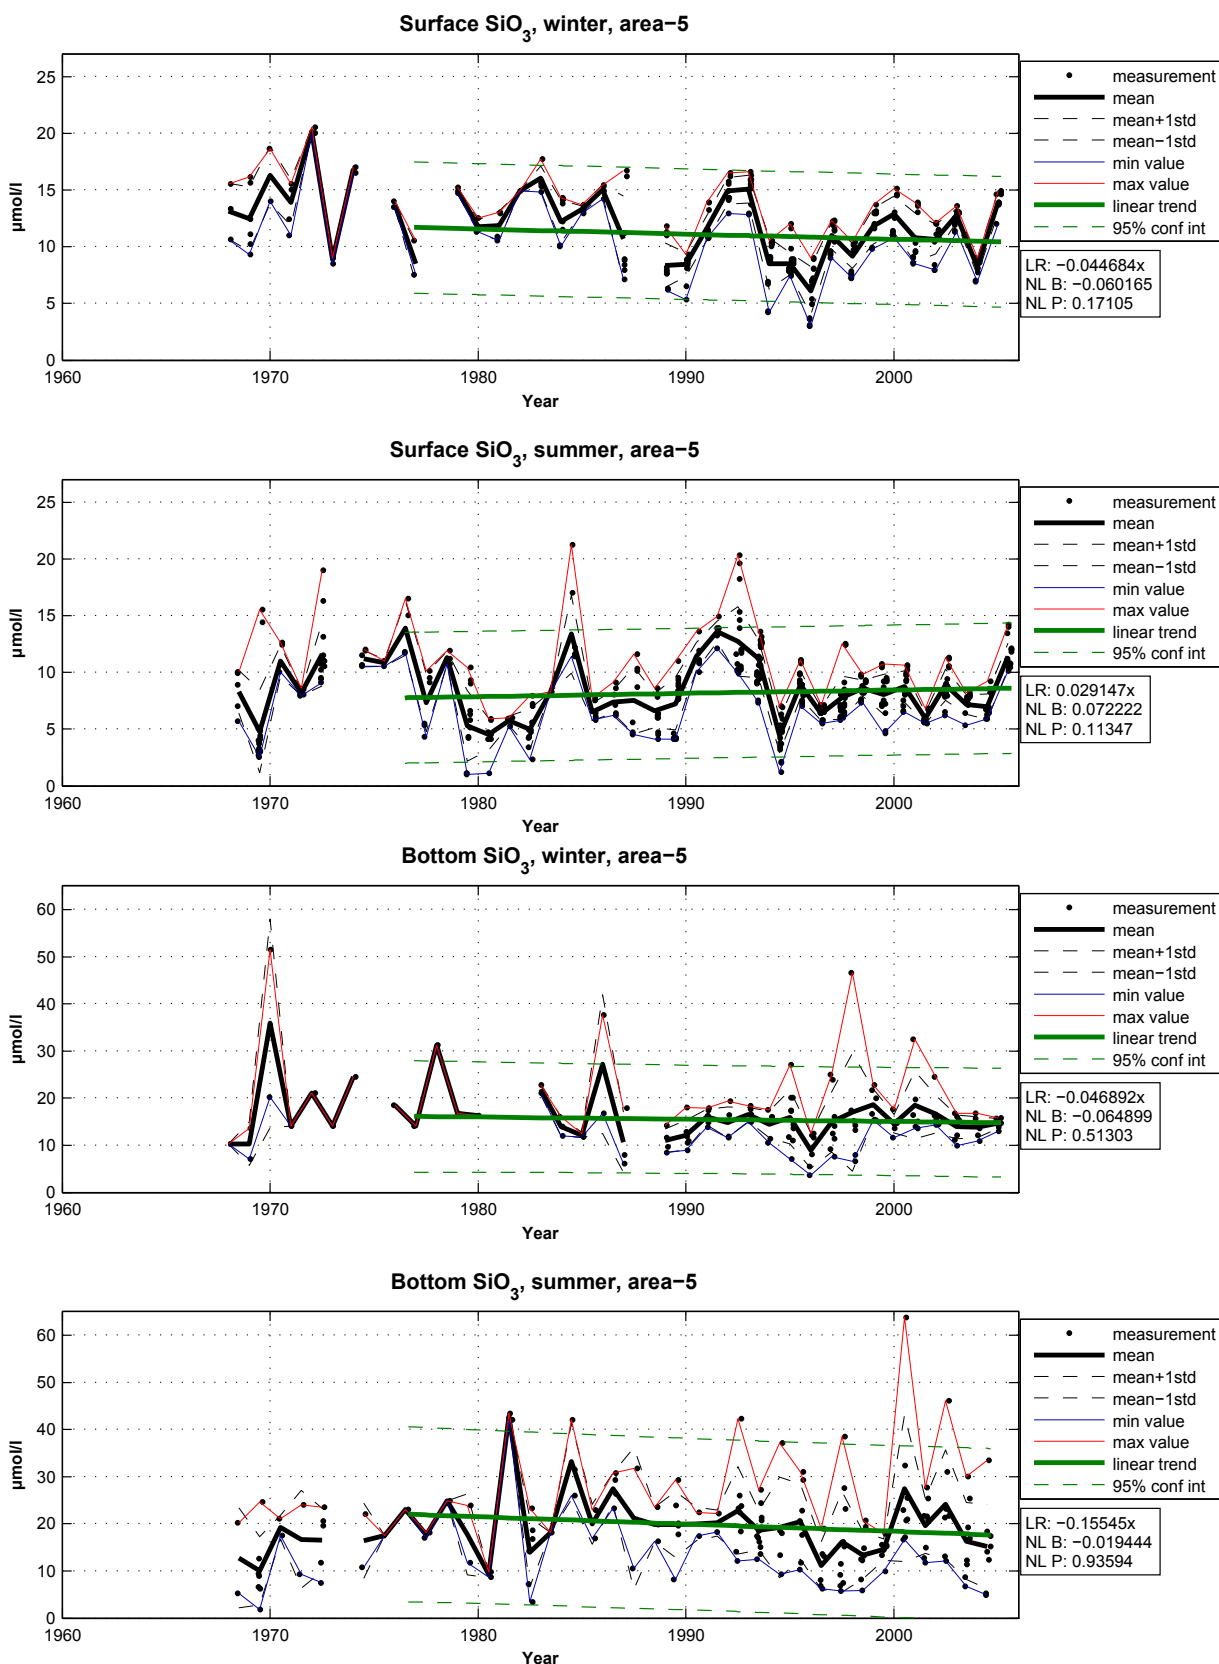 Surface SiO3, winter, area−5
25
20
15
10
5
0
µmol/l
1960
1970
1980
1990
2000
Year
measurement
mean
mean+1std
mean−1std
min value
max value
linear trend
95% conf int
LR: −0.044684x
NL B: −0.060165
NL P: 0.17105
Surface SiO3, summer, area−5
25
20
15
10
5
0
µmol/l
1960
1970
1980
1990
2000
Year
measurement
mean
mean+1std
mean−1std
min value
max value
linear trend
95% conf int
LR: 0.029147x
NL B: 0.072222
NL P: 0.11347
Bottom SiO3, winter, area−5
60
50
40
30
20
10
0
µmol/l
1960
1970
1980
1990
2000
Year
measurement
mean
mean+1std
mean−1std
min value
max value
linear trend
95% conf int
LR: −0.046892x
NL B: −0.064899
NL P: 0.51303
Bottom SiO3, summer, area−5
60
50
40
30
20
10
0
µmol/l
1960
1970
1980
1990
2000
Year
measurement
mean
mean+1std
mean−1std
min value
max value
linear trend
95% conf int
LR: −0.15545x
NL B: −0.019444
NL P: 0.93594